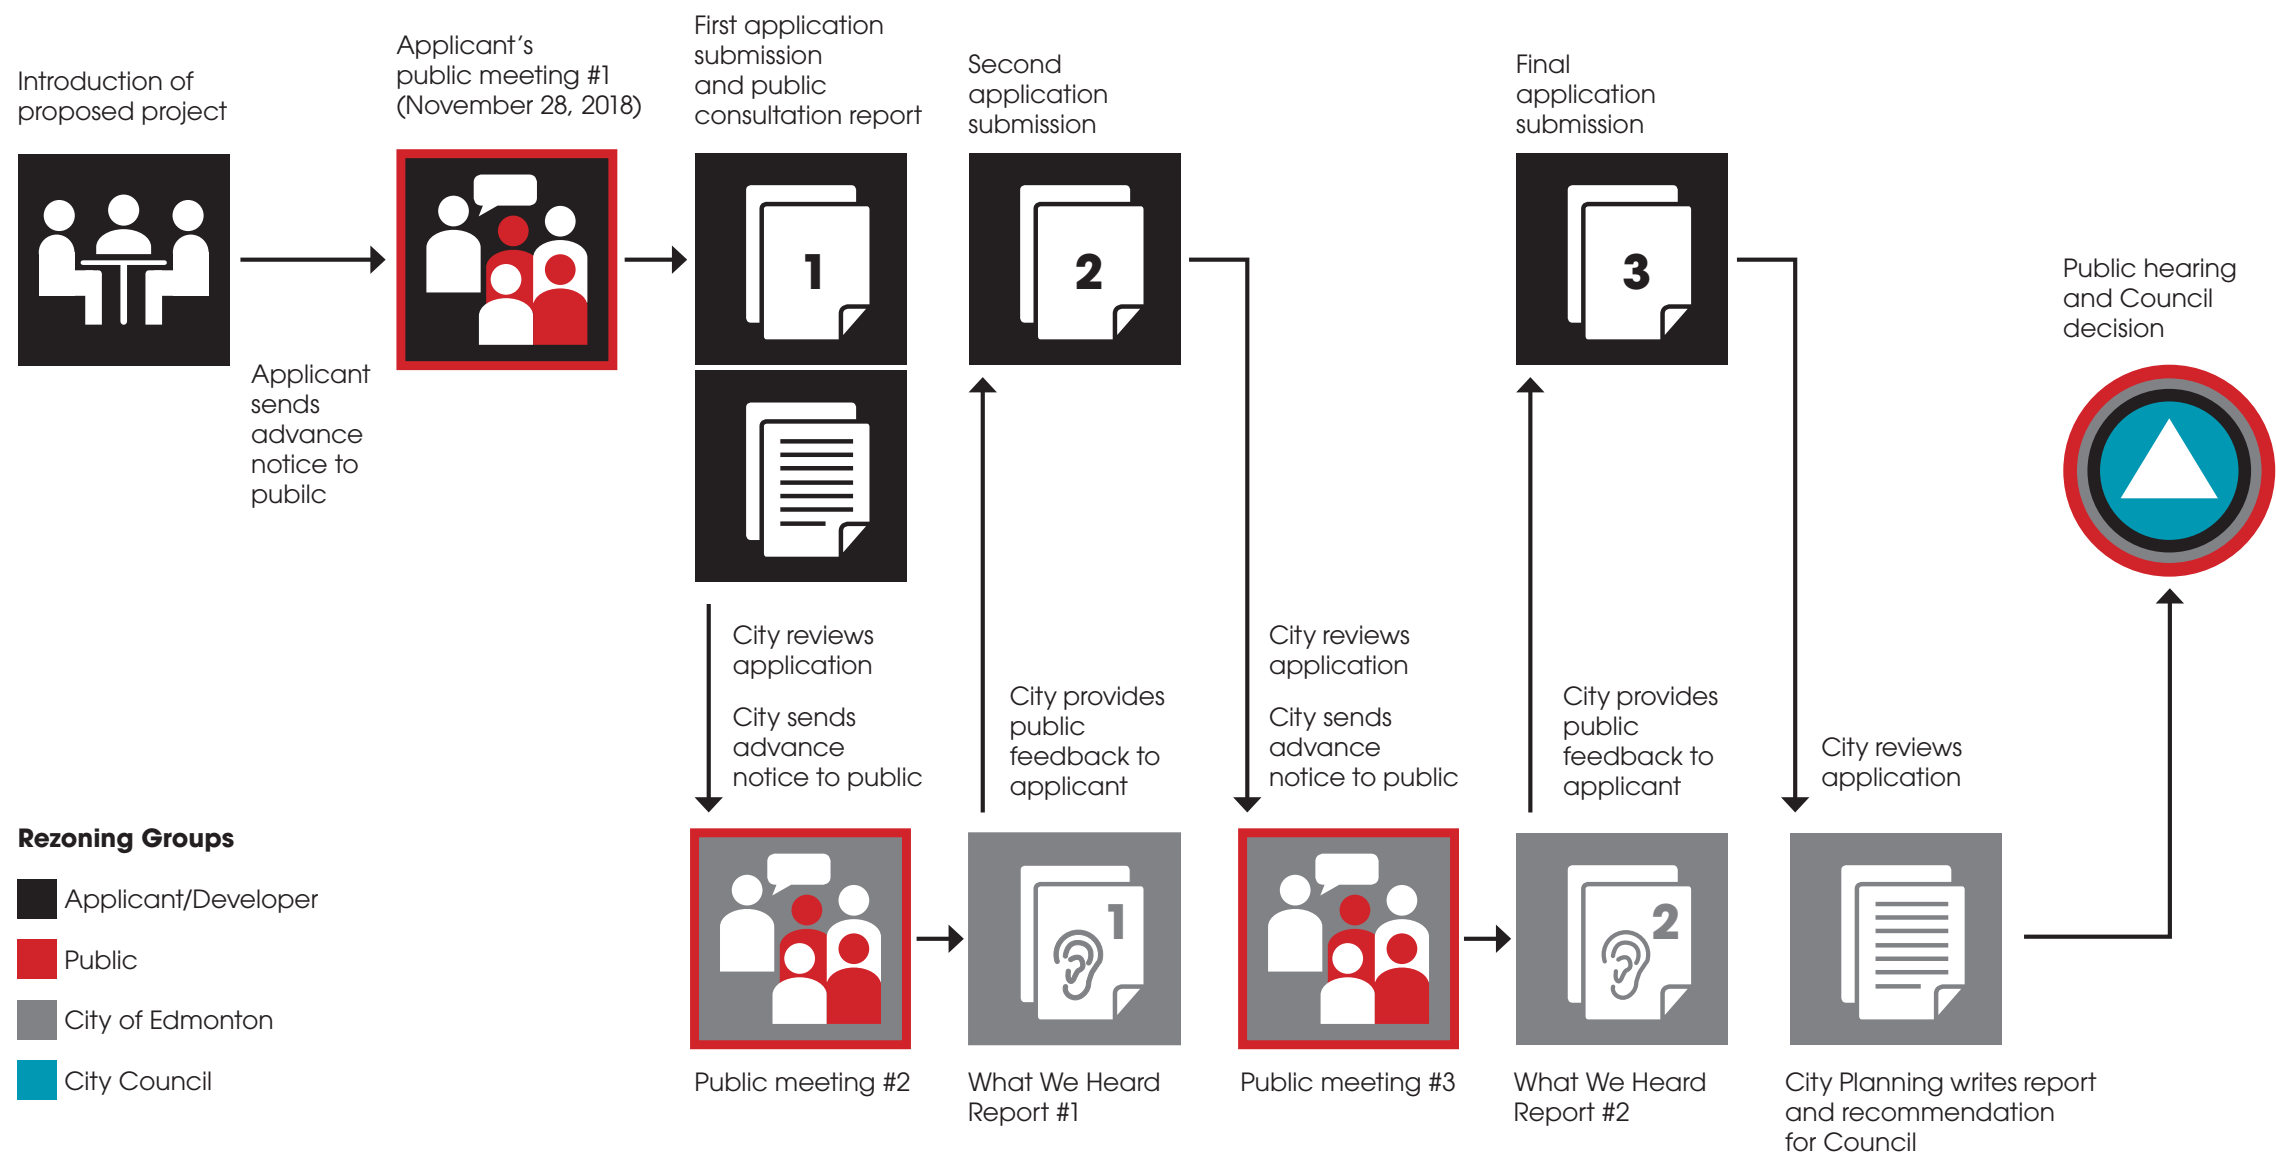 Introduction of
proposed project
Applicant's
public meeting #1
(November 28, 2018)
First application
submission
and public
consultation report
Second
application
submission
Final
application
submission
1
2
3
Public hearing
and Council
decision
Applicant
sends
advance
notice to
pubilc
City reviews
application
City sends
advance
notice to public
City provides
public
feedback to
applicant
City reviews
application
City sends
advance
notice to public
City provides
public
feedback to
applicant
City reviews
application
1
2
Public meeting #2
What We Heard
Report #1
Public meeting #3
What We Heard
Report #2
City Planning writes report
and recommendation
for Council
Rezoning Groups
Applicant/Developer
Public
City of Edmonton
City Council